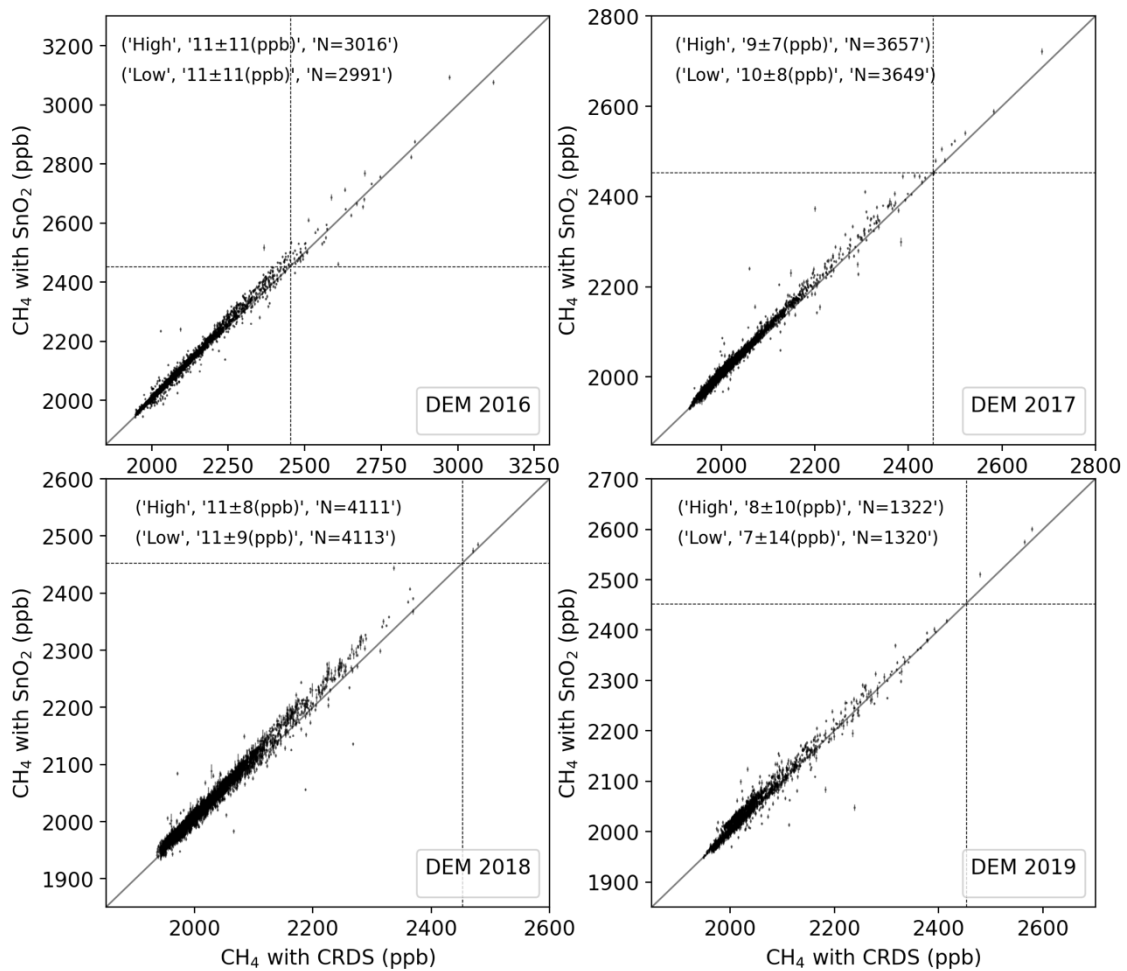 ('High', '11±11(ppb)', 'N=3016')
('Low', '11±11(ppb)', 'N=2991')
3200
3000
2800
2600
2400
2200
2000
CH₄ with SnO₂ (ppb)
DEM 2016
2000 2250 2500 2750 3000 3250
('High', '9±7(ppb)', 'N=3657')
('Low', '10±8(ppb)', 'N=3649')
2800
2600
2400
2200
2000
CH₄ with SnO₂ (ppb)
DEM 2017
2000 2200 2400 2600 2800
('High', '11±8(ppb)', 'N=4111')
('Low', '11±9(ppb)', 'N=4113')
2600
2500
2400
2300
2200
2100
2000
1900
CH₄ with SnO₂ (ppb)
DEM 2018
2000 2200 2400 2600
CH₄ with CRDS (ppb)
('High', '8±10(ppb)', 'N=1322')
('Low', '7±14(ppb)', 'N=1320')
2700
2600
2500
2400
2300
2200
2100
2000
1900
CH₄ with SnO₂ (ppb)
DEM 2019
2000 2200 2400 2600
CH₄ with CRDS (ppb)